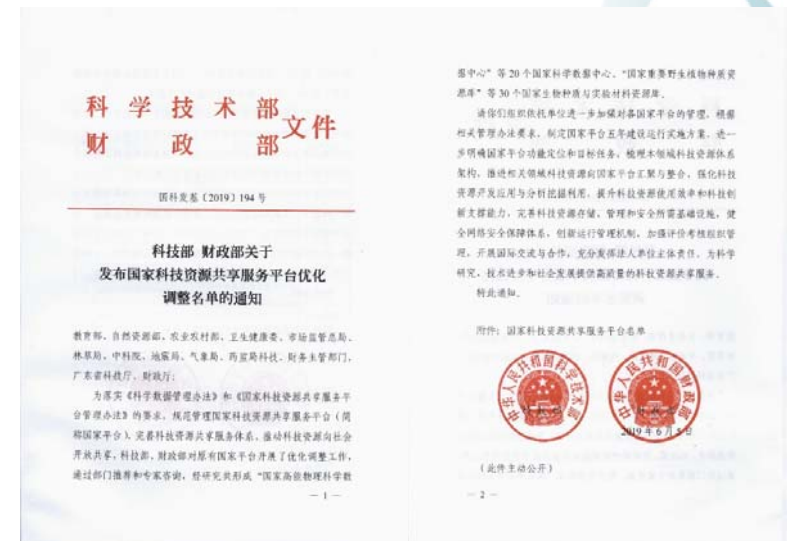 科学技术部
财政部
文件
国科发基〔2019〕194号
科技部 财政部关于
发布国家科技资源共享服务平台优化
调整名单的通知
教育部、自然资源部、农业农村部、卫生健康委、市场监管总局、
林草局、中科院、地震局、气象局、药监局科技、财务主管部门,
广东省科技厅、财政厅:
为落实《科学数据管理办法》和《国家科技资源共享服务平
台管理办法》的要求,规范管理国家科技资源共享服务平台(简
称国家平台),完善科技资源共享服务体系,推动科技资源向社会
开放共享,科技部、财政部对原有国家平台开展了优化调整工作,
通过部门推荐和专家咨询,经研究共形成“国家高能物理科学数
— 1 —
据中心”等20个国家科学数据中心、“国家重要野生植物种质资
源库”等30个国家生物种质与实验材料资源库。
请你们组织依托单位进一步加强对各国家平台的管理,根据
相关管理办法要求,制定国家平台五年建设运行实施方案,进一
步明确国家平台功能定位和目标任务,梳理本领域科技资源体系
架构,推进相关领域科技资源向国家平台汇聚与整合,强化科技
资源开发应用与分析挖掘利用,提升科技资源使用效率和科技创
新支撑能力,完善科技资源存储、管理和安全所需基础设施,健
全网络安全保障体系,创新运行管理机制,加强评价考核组织管
理,开展国际交流与合作,充分发挥法人单位主体责任,为科学
研究、技术进步和社会发展提供高质量的科技资源共享服务。
特此通知。
附件:国家科技资源共享服务平台名单
中华人民共和国科学技术部
中华人民共和国财政部
2019年6月5日
(此件主动公开)
— 2 —